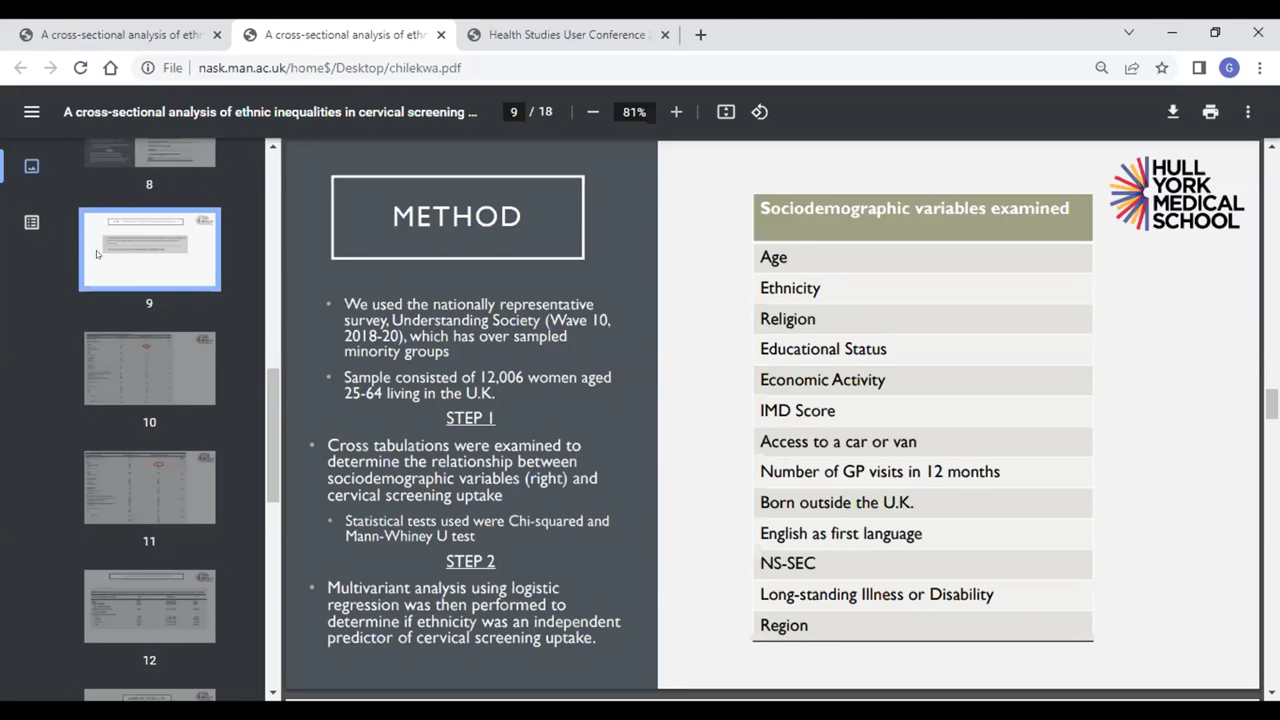 A cross-sectional analysis of eth
A cross-sectional analysis of ethn
Health Studies User Conference
G
File nask.man.ac.uk/home$/Desktop/chilekwa.pdf
A cross-sectional analysis of ethnic inequalities in cervical screening ...
9 / 18
81%
8
9
10
11
12
METHOD
• We used the nationally representative
survey, Understanding Society (Wave 10,
2018-20), which has over sampled
minority groups
• Sample consisted of 12,006 women aged
25-64 living in the U.K.
STEP 1
• Cross tabulations were examined to
determine the relationship between
sociodemographic variables (right) and
cervical screening uptake
• Statistical tests used were Chi-squared and
Mann-Whiney U test
STEP 2
• Multivariant analysis using logistic
regression was then performed to
determine if ethnicity was an independent
predictor of cervical screening uptake.
Sociodemographic variables examined
Age
Ethnicity
Religion
Educational Status
Economic Activity
IMD Score
Access to a car or van
Number of GP visits in 12 months
Born outside the U.K.
English as first language
NS-SEC
Long-standing Illness or Disability
Region
HULL
YORK
MEDICAL
SCHOOL